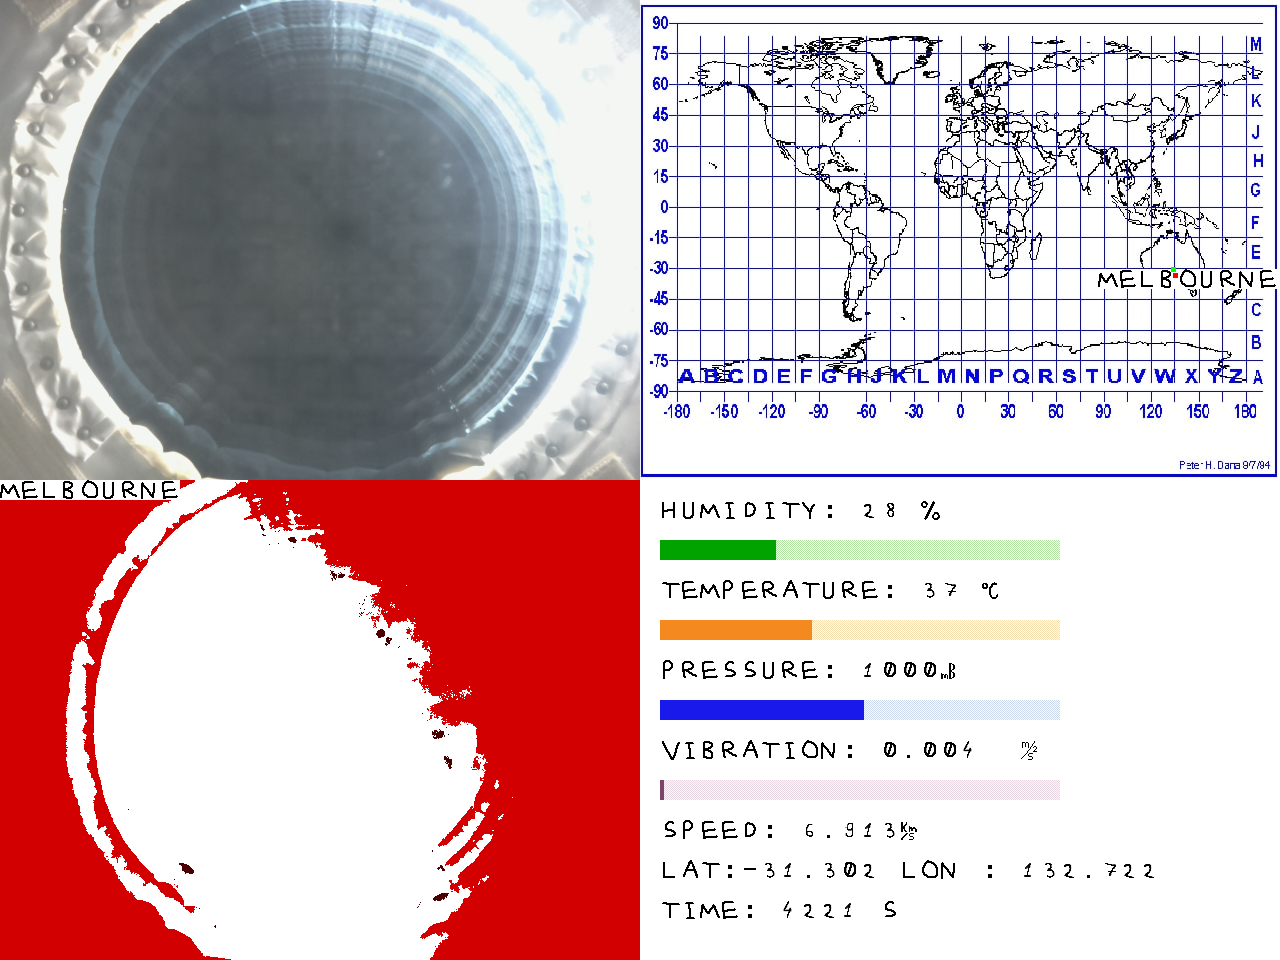 90
75
60
45
30
15
0
-15
-30
-45
-60
-75
-90
M
L
K
J
H
G
F
E
MELBOURNE
C
B
A
A B C D E F G H J K L M N P Q R S T U V W X Y Z
-180 -150 -120 -90 -60 -30 0 30 60 90 120 150 180
Peter H. Dana 9/7/94
MELBOURNE
HUMIDITY: 28 %
TEMPERATURE: 37 °C
PRESSURE: 1000mB
VIBRATION: 0.004 m/s²
SPEED: 6.913Km/s
LAT:-31.302 LON : 132.722
TIME: 4221 S